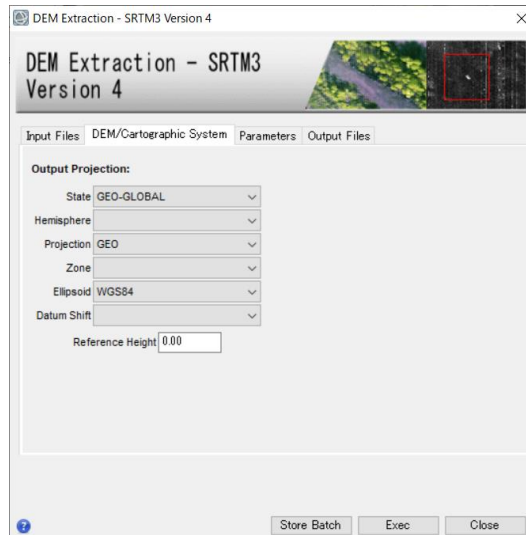 DEM Extraction - SRTM3 Version 4
DEM Extraction - SRTM3
Version 4
Input Files DEM/Cartographic System Parameters Output Files
Output Projection:
State GEO-GLOBAL
Hemisphere
Projection GEO
Zone
Ellipsoid WGS84
Datum Shift
Reference Height 0.00
Store Batch Exec Close